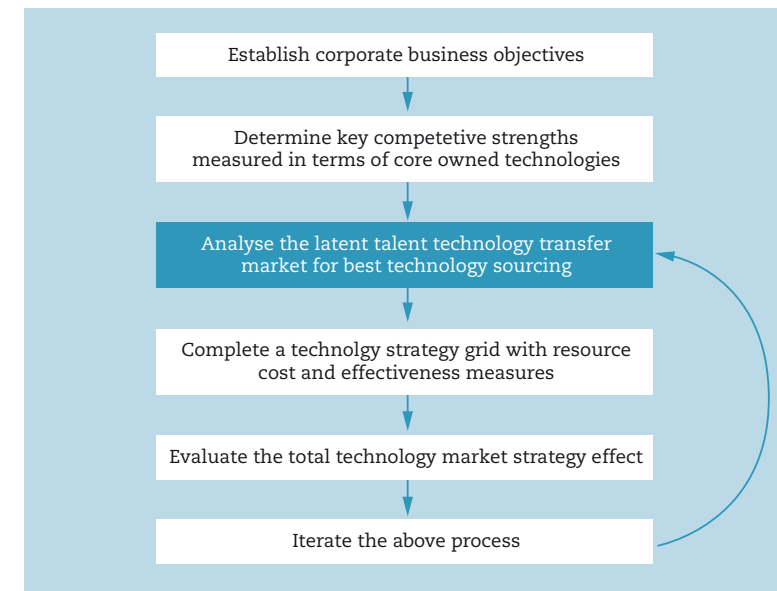 Establish corporate business objectives
Determine key competetive strengths
measured in terms of core owned technologies
Analyse the latent talent technology transfer
market for best technology sourcing
Complete a technolgy strategy grid with resource
cost and effectiveness measures
Evaluate the total technology market strategy effect
Iterate the above process